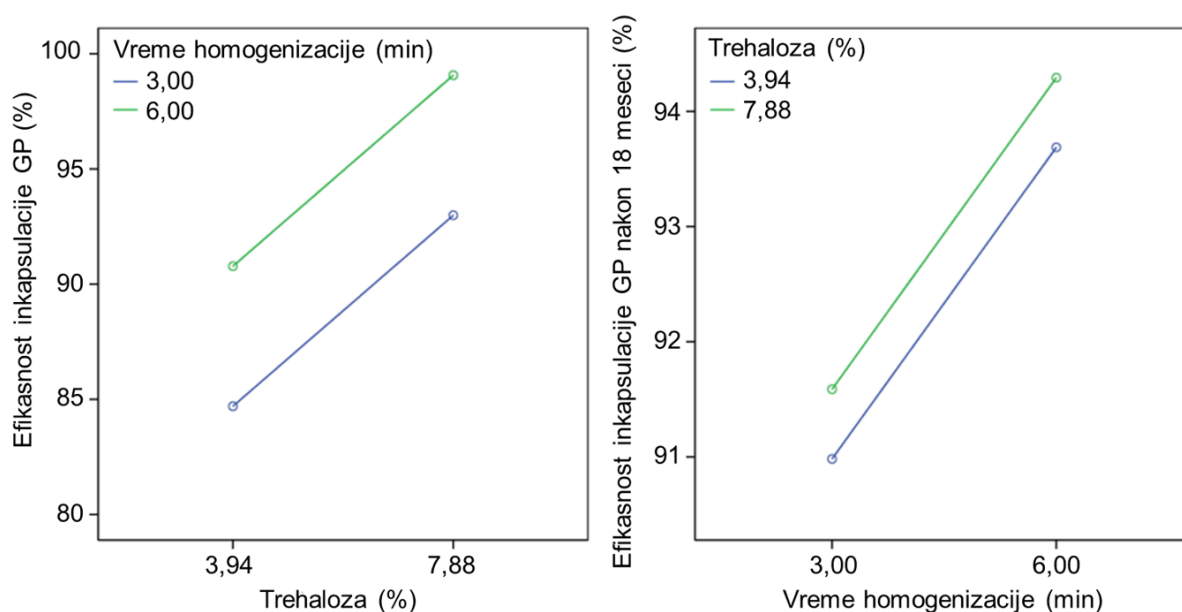 Efikasnost inkapsulacije GP (%)
Vreme homogenizacije (min)
3,00
6,00
100
95
90
85
80
3,94
7,88
Trehaloza (%)
Efikasnost inkapsulacije GP nakon 18 meseci (%)
Trehaloza (%)
3,94
7,88
94
93
92
91
3,00
6,00
Vreme homogenizacije (min)